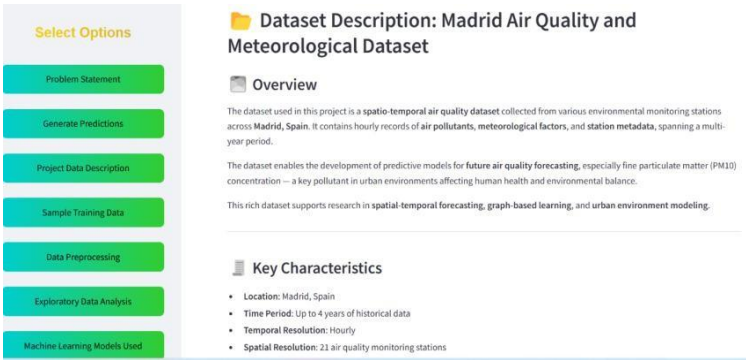 Select Options
Problem Statement
Generate Predictions
Project Data Description
Sample Training Data
Data Preprocessing
Exploratory Data Analysis
Machine Learning Models Used
Dataset Description: Madrid Air Quality and
Meteorological Dataset
Overview
The dataset used in this project is a spatio-temporal air quality dataset collected from various environmental monitoring stations
across Madrid, Spain. It contains hourly records of air pollutants, meteorological factors, and station metadata, spanning a multi-
year period.
The dataset enables the development of predictive models for future air quality forecasting, especially fine particulate matter (PM10)
concentration — a key pollutant in urban environments affecting human health and environmental balance.
This rich dataset supports research in spatial-temporal forecasting, graph-based learning, and urban environment modeling.
Key Characteristics
• Location: Madrid, Spain
• Time Period: Up to 4 years of historical data
• Temporal Resolution: Hourly
• Spatial Resolution: 21 air quality monitoring stations